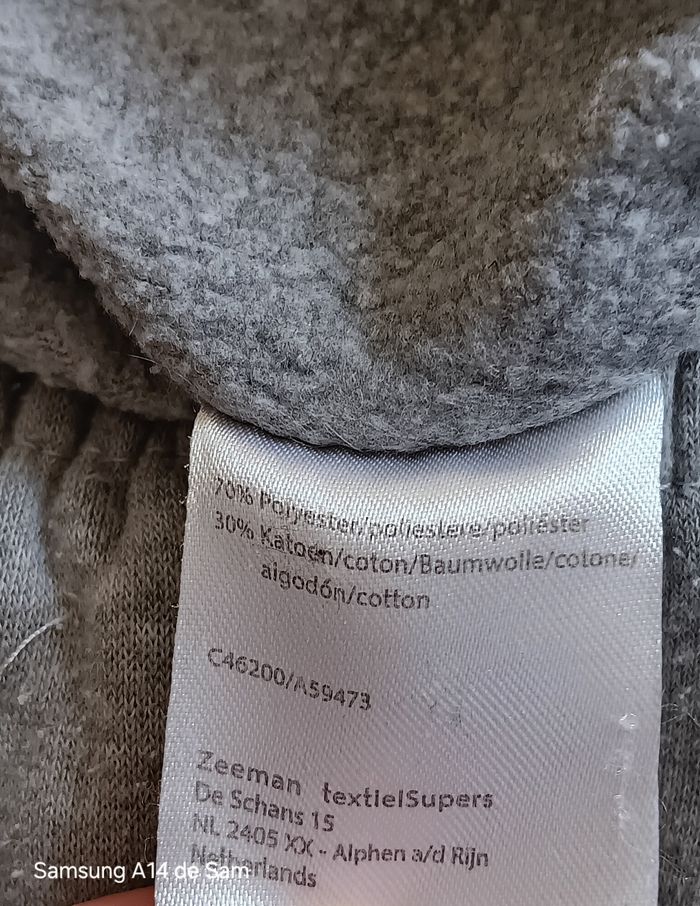 70% Polyester/poliestere/poliéster
30% Katoen/coton/Baumwolle/cotone/
aigodón/cotton
C46200/A59473
Zeeman textielSupers
De Schans 15
NL 2405 XX - Alphen a/d Rijn
Netherlands
Samsung A14 de Sam